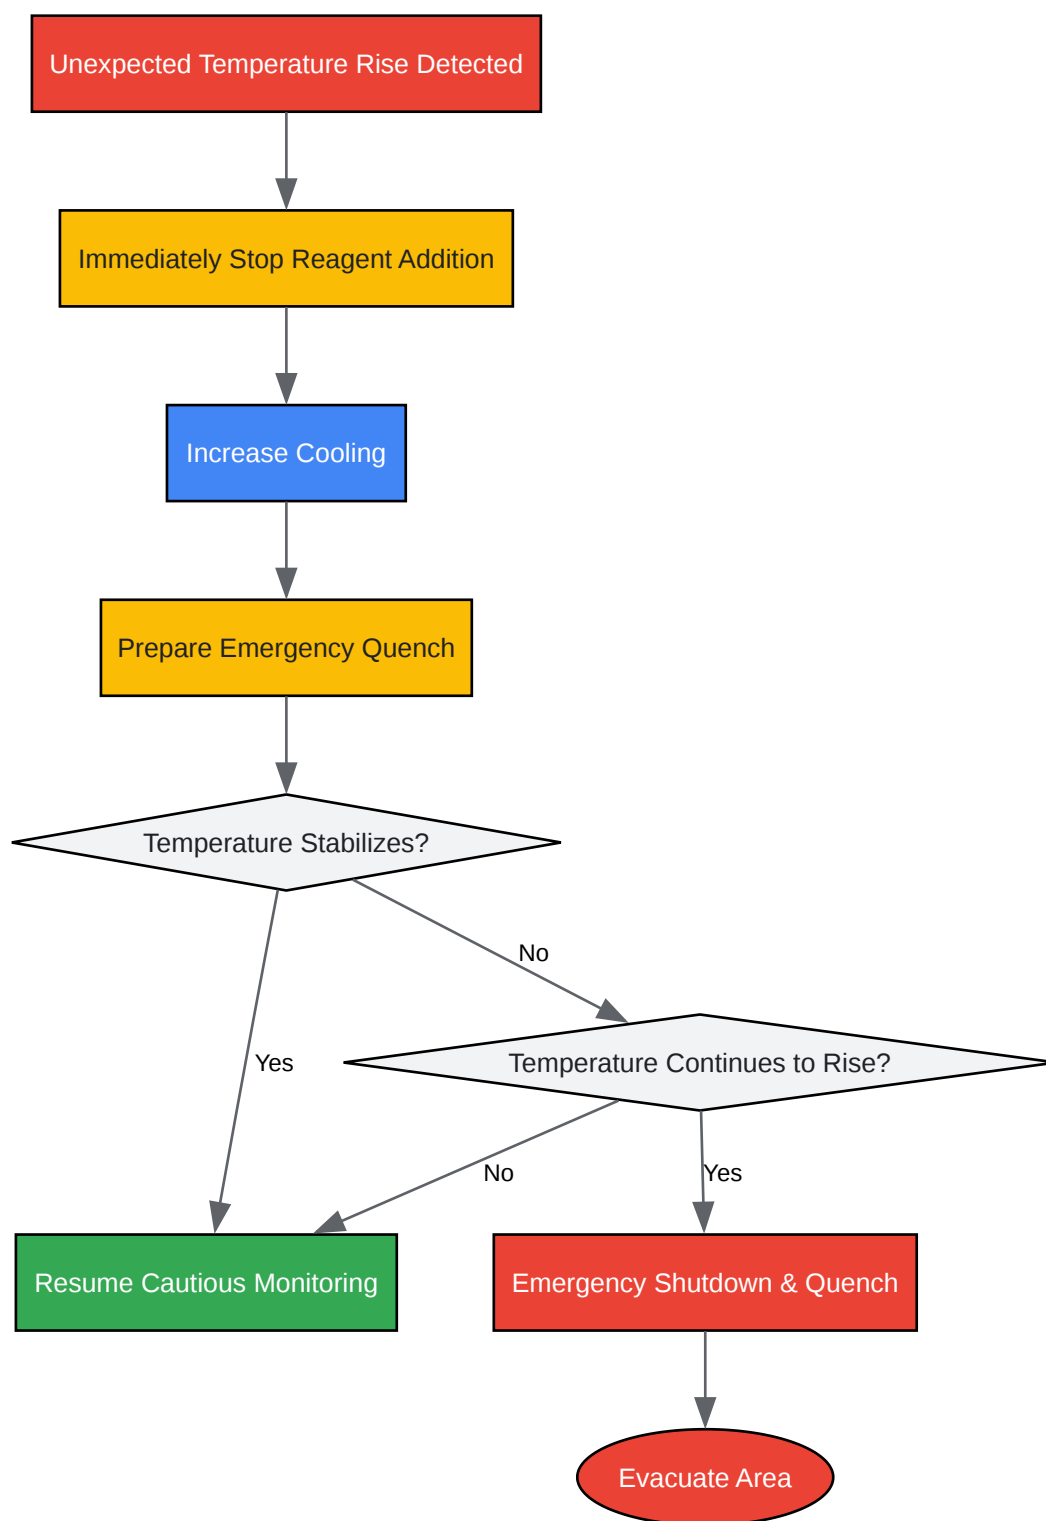 Unexpected Temperature Rise Detected
Immediately Stop Reagent Addition
Increase Cooling
Prepare Emergency Quench
Temperature Stabilizes?
No
Yes
Temperature Continues to Rise?
No
Yes
Resume Cautious Monitoring
Emergency Shutdown & Quench
Evacuate Area